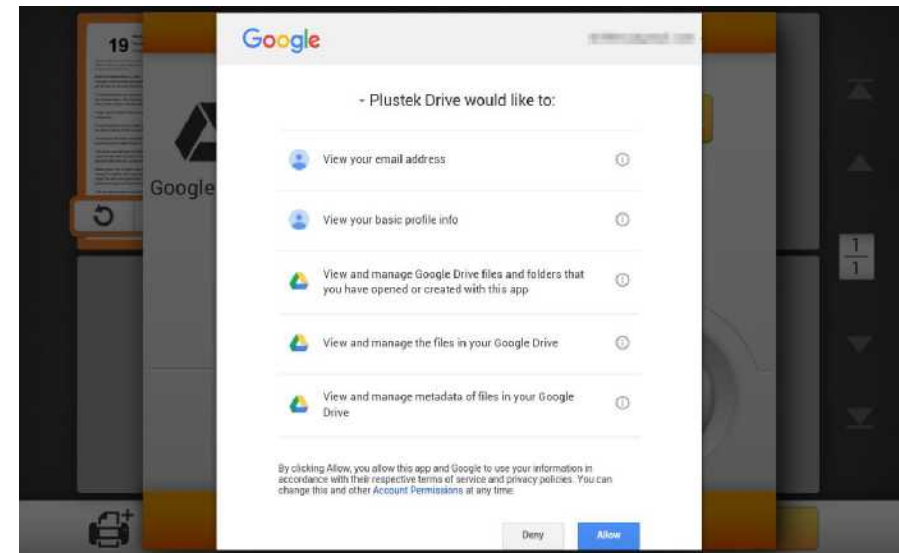 19
Google
Google
- Plustek Drive would like to:
View your email address
View your basic profile info
View and manage Google Drive files and folders that
you have opened or created with this app
View and manage the files in your Google Drive
View and manage metadata of files in your Google
Drive
By clicking Allow, you allow this app and Google to use your information in
accordance with their respective terms of service and privacy policies. You can
change this and other Account Permissions at any time.
Deny
Allow
1
1